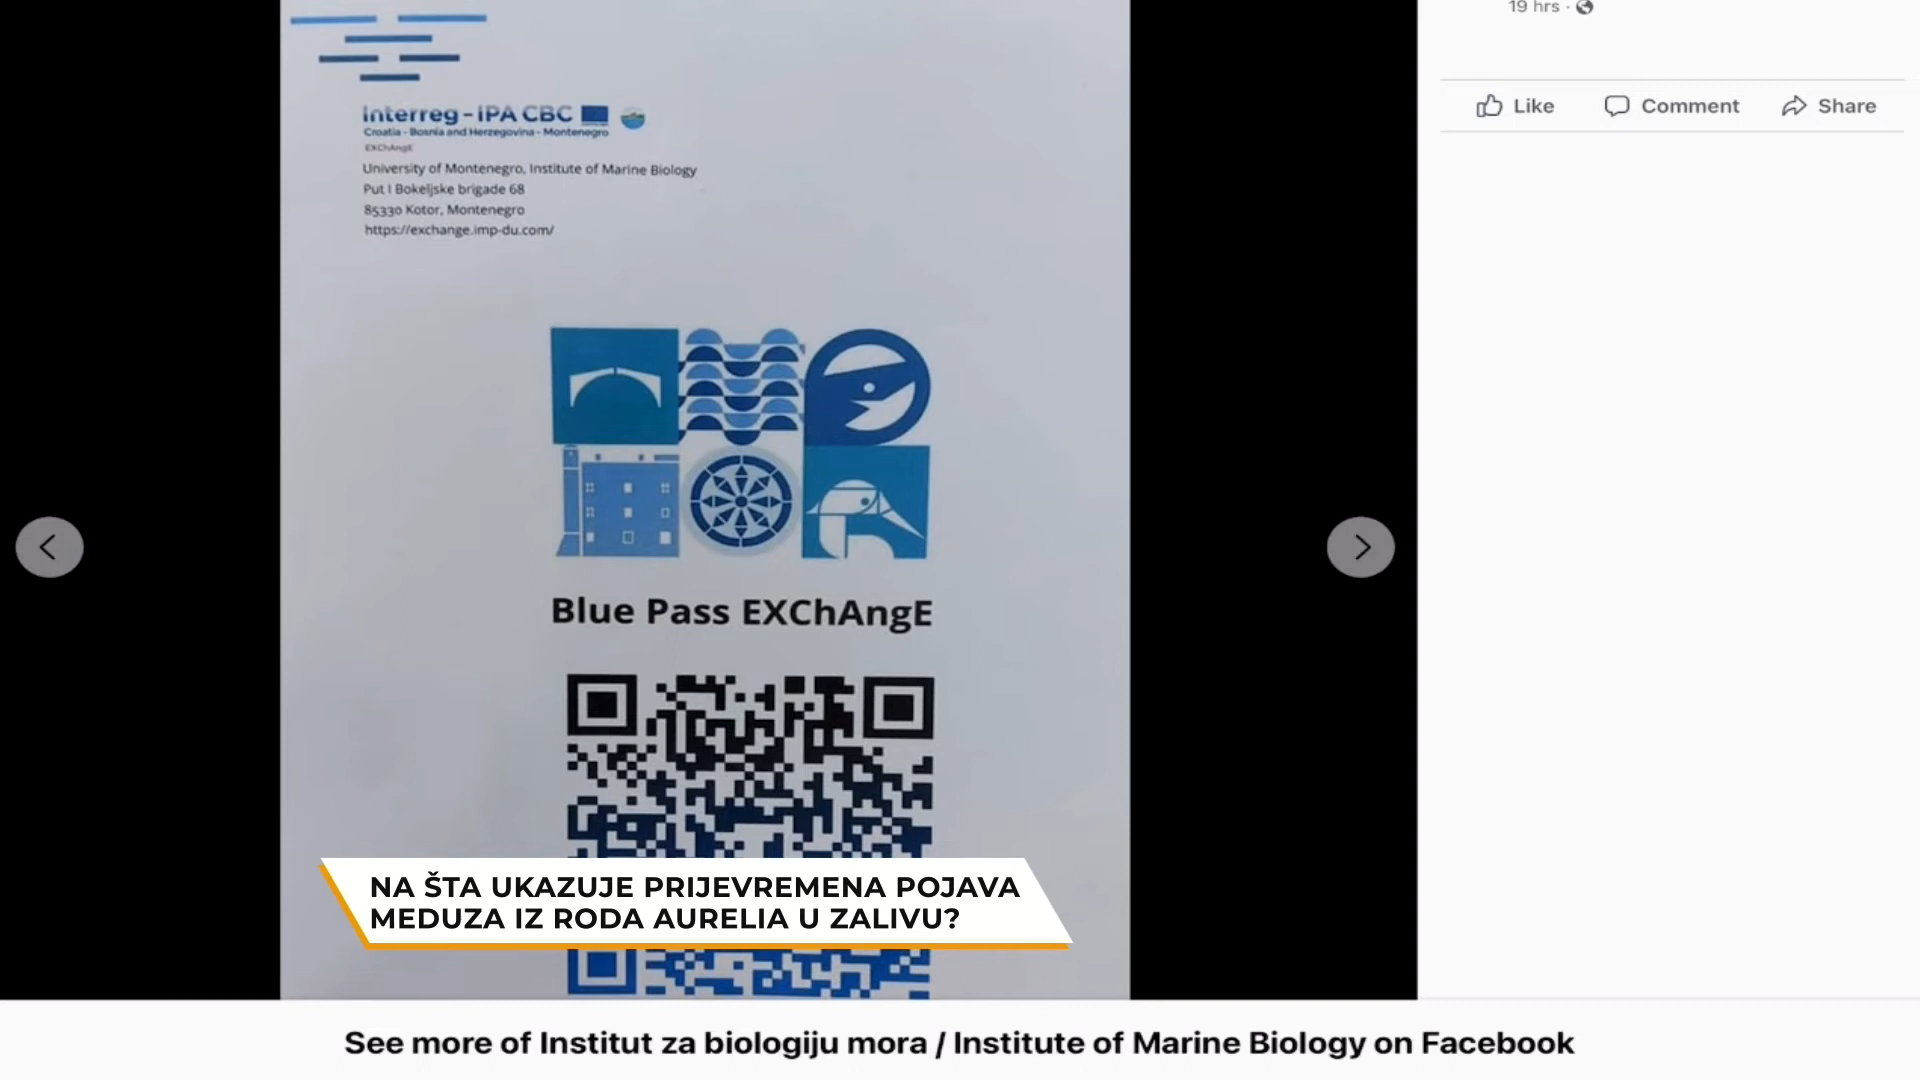 19 hrs ·
Like Comment Share
Interreg - IPA CBC
Croatia - Bosnia and Herzegovina - Montenegro
EXChAngE
University of Montenegro, Institute of Marine Biology
Put I Bokeljske brigade 68
85330 Kotor, Montenegro
https://exchange.imp-du.com/
Blue Pass EXChAngE
NA ŠTA UKAZUJE PRIJEVREMENA POJAVA
MEDUZA IZ RODA AURELIA U ZALIVU?
See more of Institut za biologiju mora / Institute of Marine Biology on Facebook